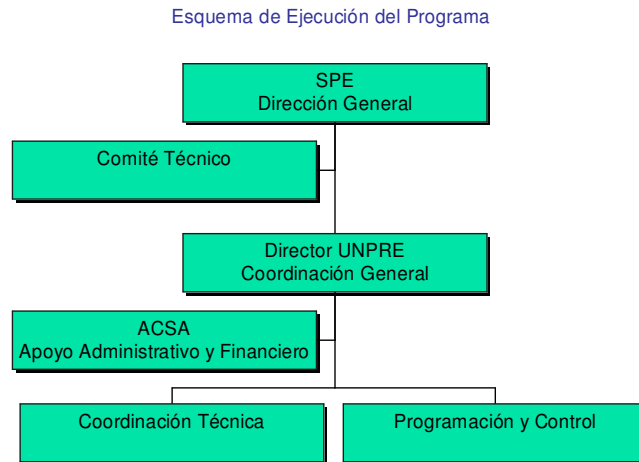 Esquema de Ejecución del Programa
SPE
Dirección General
Comité Técnico
Director UNPRE
Coordinación General
ACSA
Apoyo Administrativo y Financiero
Coordinación Técnica
Programación y Control